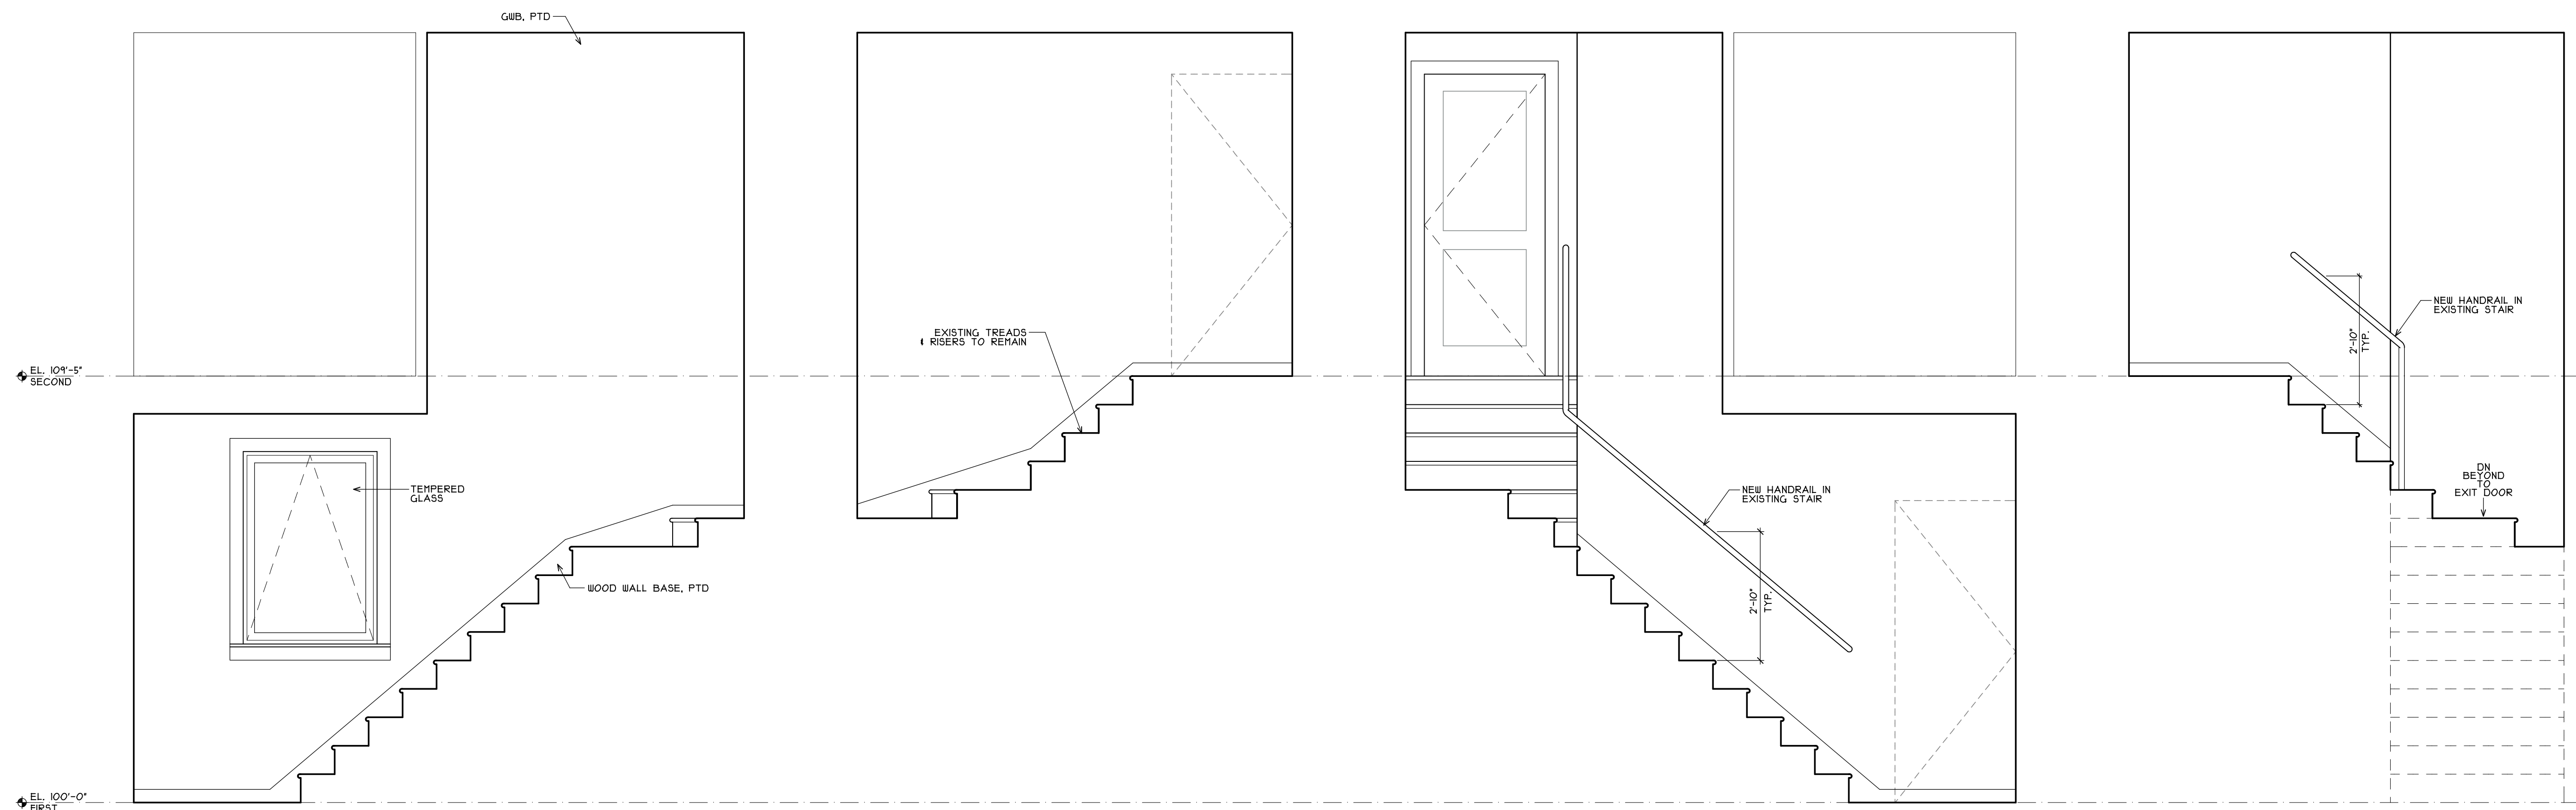 GWB, PTD
EXISTING TREADS
& RISERS TO REMAIN
NEW HANDRAIL IN
EXISTING STAIR
2'-10"
TYP.
EL. 109'-5"
SECOND
TEMPERED
GLASS
WOOD WALL BASE, PTD
NEW HANDRAIL IN
EXISTING STAIR
2'-10"
TYP.
DN
BEYOND
TO
EXIT DOOR
EL. 100'-0"
FIRST